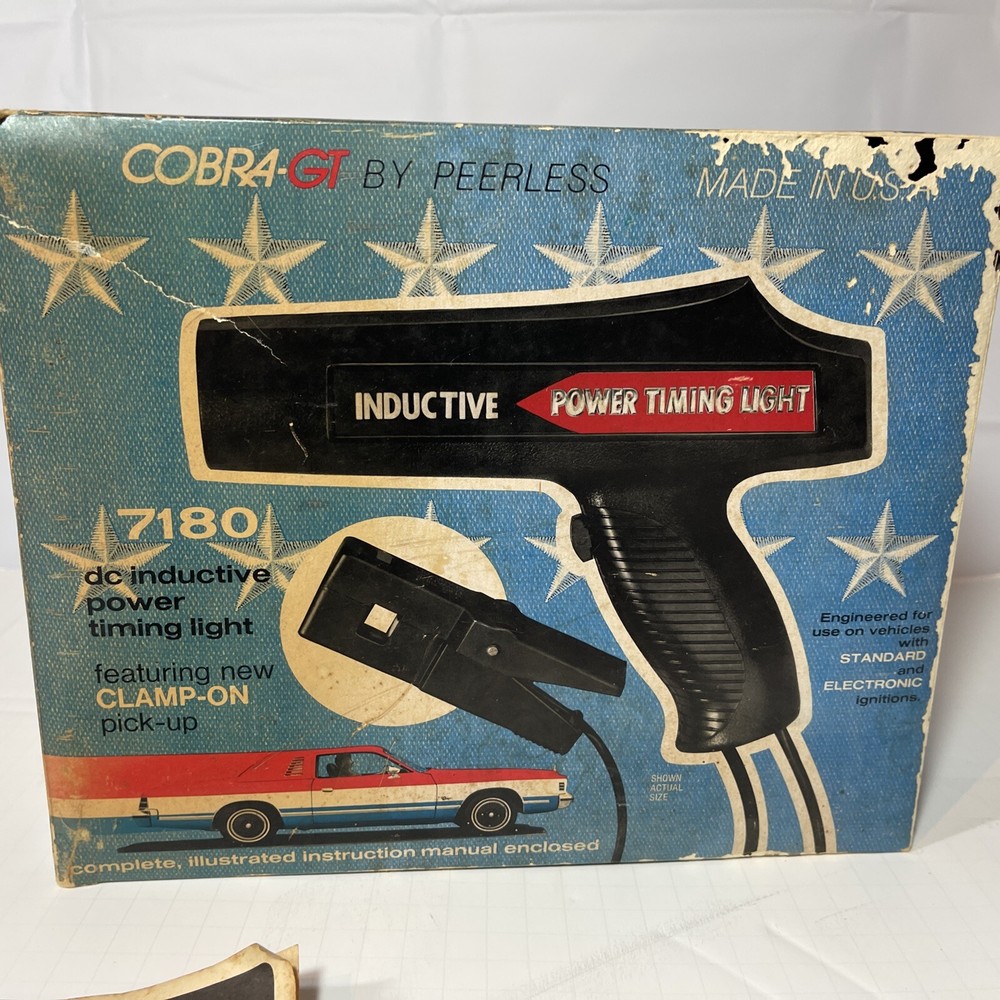 COBRA-GT BY PEERLESS
MADE IN U.S.A
INDUCTIVE POWER TIMING LIGHT
7180
dc inductive
power
timing light
featuring new
CLAMP-ON
pick-up
Engineered for
use on vehicles
with
STANDARD
and
ELECTRONIC
ignitions.
SHOWN
ACTUAL
SIZE
complete, illustrated instruction manual enclosed